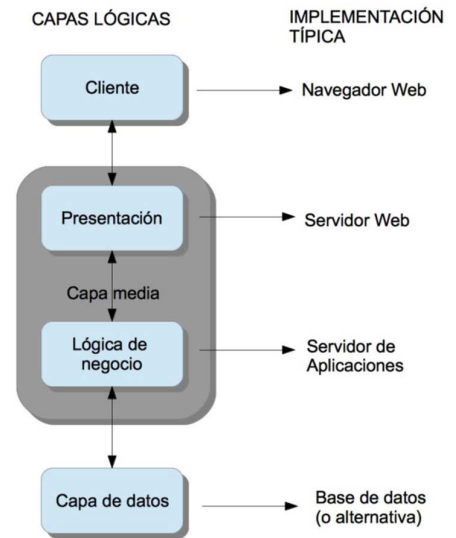 CAPAS LÓGICAS
IMPLEMENTACIÓN
TÍPICA
Cliente
Navegador Web
Presentación
Servidor Web
Capa media
Lógica de
negocio
Servidor de
Aplicaciones
Capa de datos
Base de datos
(o alternativa)